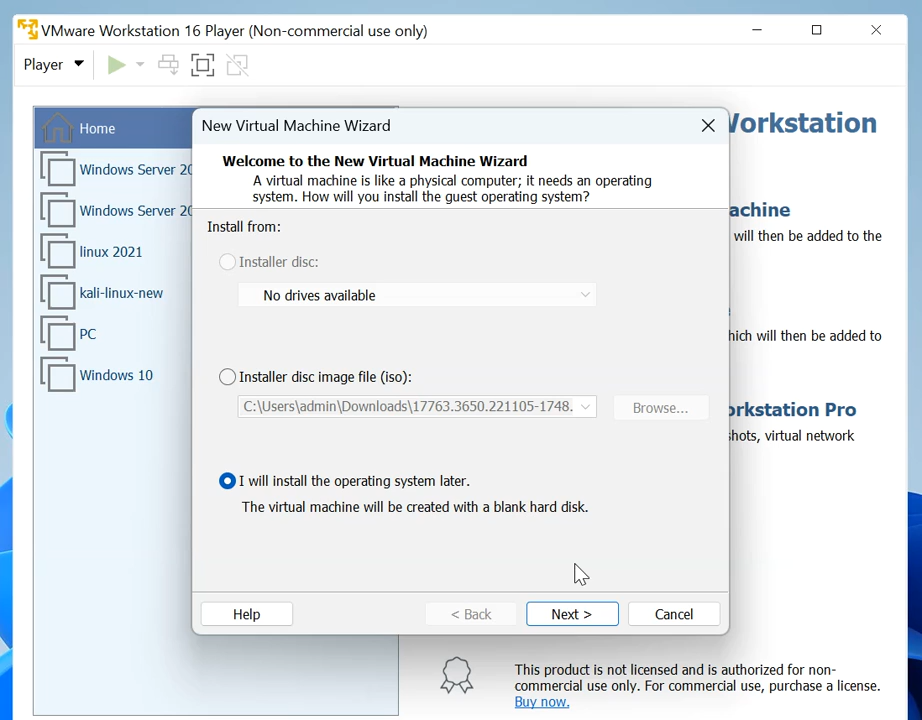 VMware Workstation 16 Player (Non-commercial use only)
Player
Home
Windows Server 20
Windows Server 20
linux 2021
kali-linux-new
PC
Windows 10
New Virtual Machine Wizard
Welcome to the New Virtual Machine Wizard
A virtual machine is like a physical computer; it needs an operating
system. How will you install the guest operating system?
Install from:
Installer disc:
No drives available
Installer disc image file (iso):
C:\Users\admin\Downloads\17763.3650.221105-1748.
Browse...
I will install the operating system later.
The virtual machine will be created with a blank hard disk.
Help
< Back
Next >
Cancel
Workstation
achine
will then be added to the
hich will then be added to
orkstation Pro
shots, virtual network
This product is not licensed and is authorized for non-
commercial use only. For commercial use, purchase a license.
Buy now.